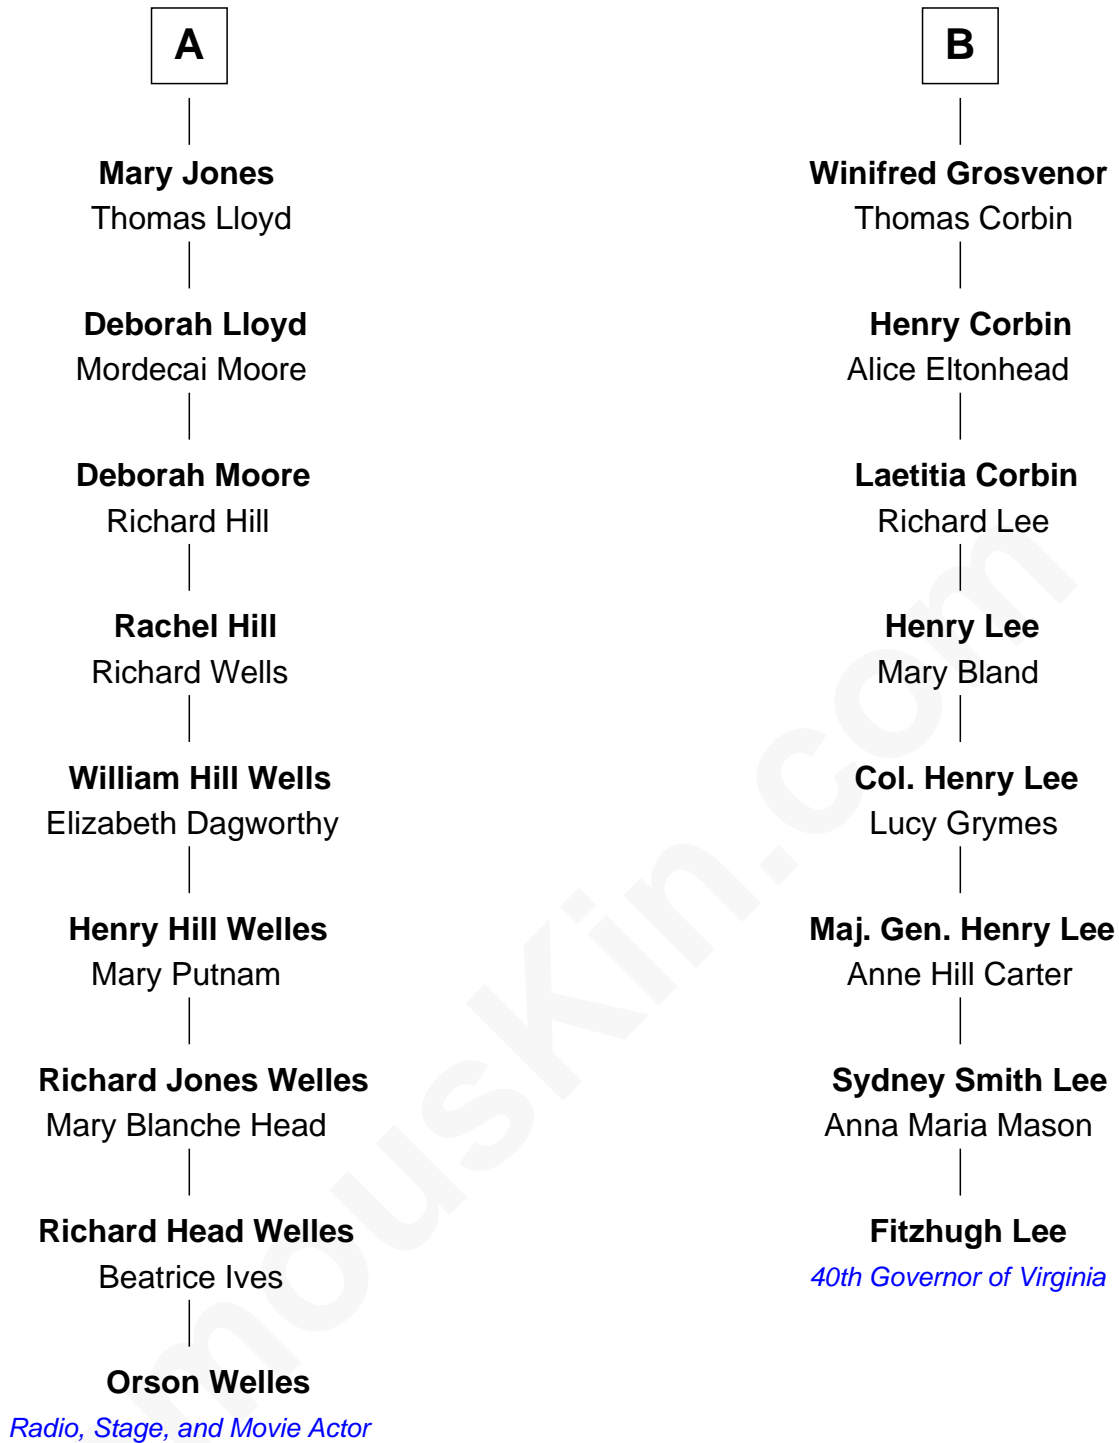 A
Mary Jones
Thomas Lloyd
Deborah Lloyd
Mordecai Moore
Deborah Moore
Richard Hill
Rachel Hill
Richard Wells
William Hill Wells
Elizabeth Dagworthy
Henry Hill Welles
Mary Putnam
Richard Jones Welles
Mary Blanche Head
Richard Head Welles
Beatrice Ives
Orson Welles
Radio, Stage, and Movie Actor
B
Winifred Grosvenor
Thomas Corbin
Henry Corbin
Alice Eltonhead
Laetitia Corbin
Richard Lee
Henry Lee
Mary Bland
Col. Henry Lee
Lucy Grymes
Maj. Gen. Henry Lee
Anne Hill Carter
Sydney Smith Lee
Anna Maria Mason
Fitzhugh Lee
40th Governor of Virginia
mousKin.com